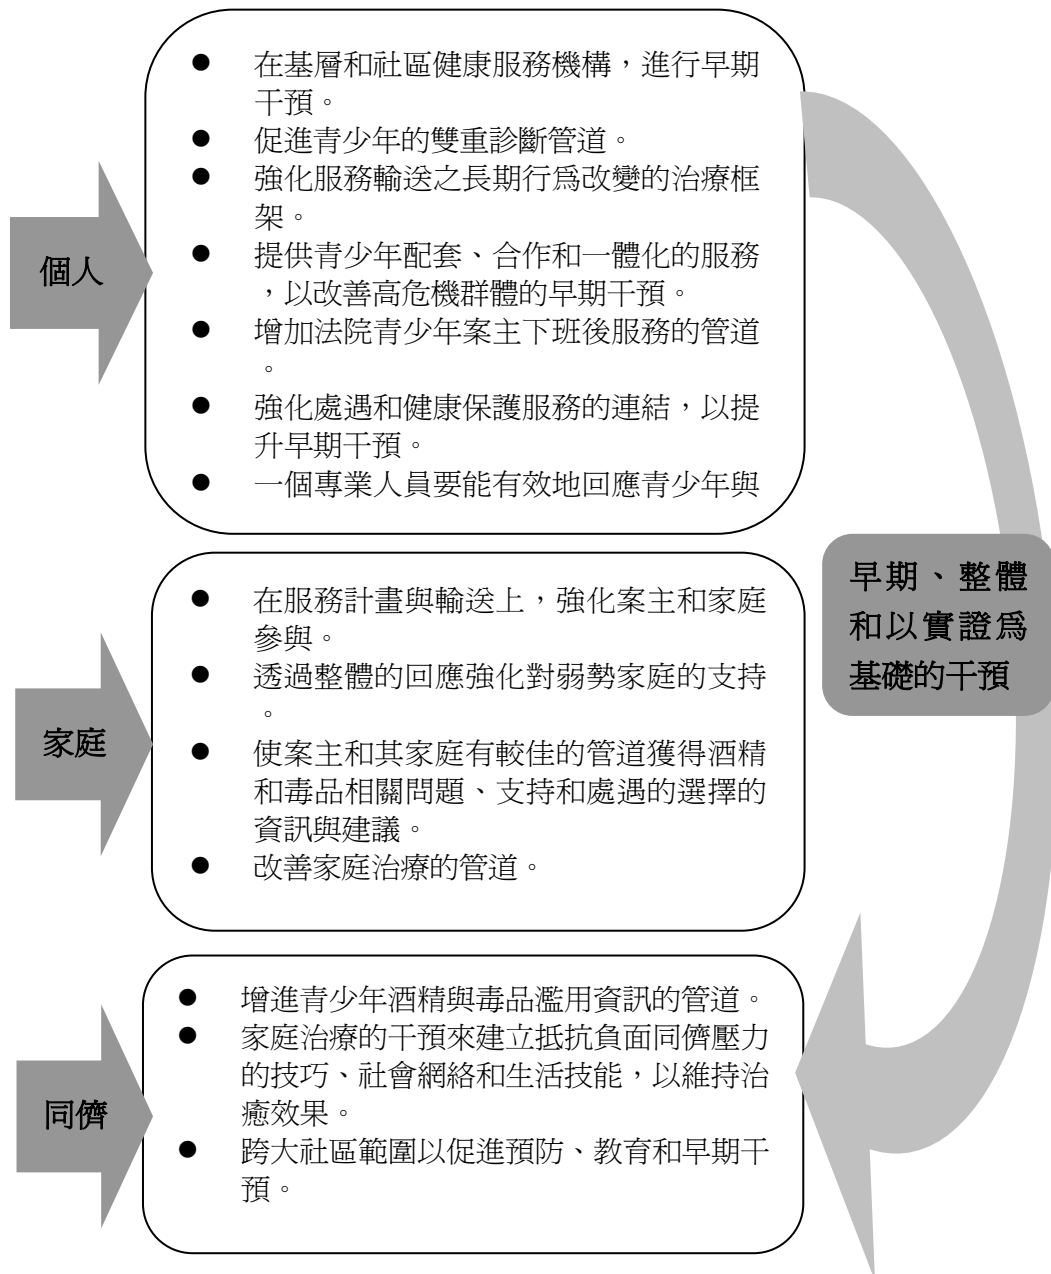 個人
● 在基層和社區健康服務機構，進行早期
干預。
● 促進青少年的雙重診斷管道。
● 強化服務輸送之長期行為改變的治療框
架。
● 提供青少年配套、合作和一體化的服務
，以改善高危機群體的早期干預。
● 增加法院青少年案主下班後服務的管道
。
● 強化處遇和健康保護服務的連結，以提
升早期干預。
● 一個專業人員要能有效地回應青少年與
家庭
● 在服務計畫與輸送上，強化案主和家庭
參與。
● 透過整體的回應強化對弱勢家庭的支持
。
● 使案主和其家庭有較佳的管道獲得酒精
和毒品相關問題、支持和處遇的選擇的
資訊與建議。
● 改善家庭治療的管道。
同儕
● 增進青少年酒精與毒品濫用資訊的管道。
● 家庭治療的干預來建立抵抗負面同儕壓力
的技巧、社會網絡和生活技能，以維持治
癒效果。
● 跨大社區範圍以促進預防、教育和早期干
預。
早期、整體
和以實證為
基礎的干預